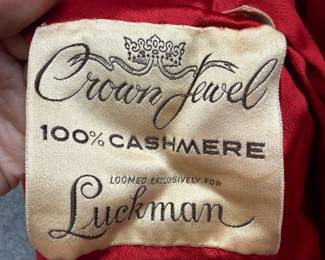 Crown Jewel
100% CASHMERE
LOOMED EXCLUSIVELY FOR
Luckman